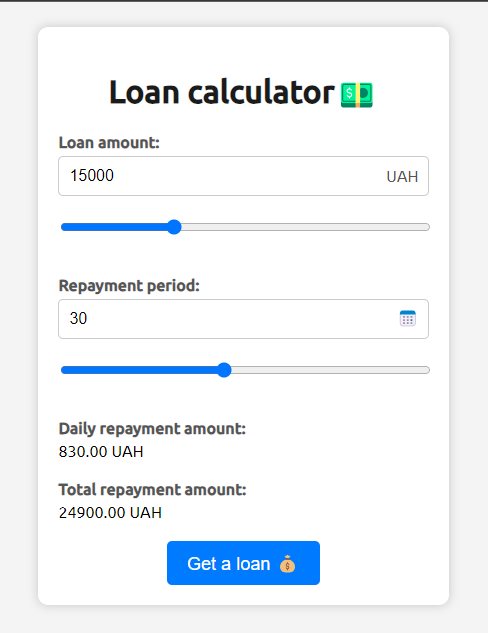 Loan calculator 💵
Loan amount:
15000 UAH
Repayment period:
30
Daily repayment amount:
830.00 UAH
Total repayment amount:
24900.00 UAH
Get a loan 💰